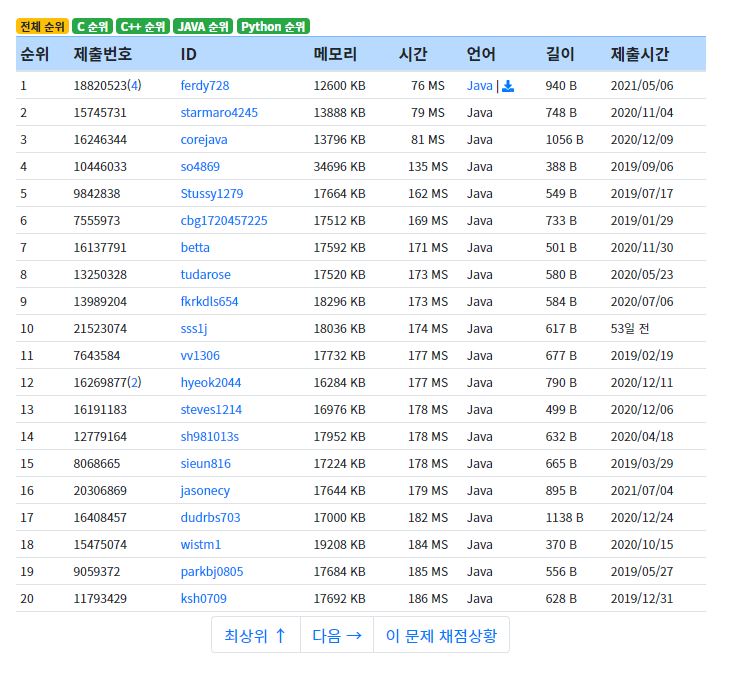 전체 순위 C 순위 C++ 순위 JAVA 순위 Python 순위
순위 제출번호 ID 메모리 시간 언어 길이 제출시간
1 18820523(4) ferdy728 12600 KB 76 MS Java | 940 B 2021/05/06
2 15745731 starmaro4245 13888 KB 79 MS Java 748 B 2020/11/04
3 16246344 corejava 13796 KB 81 MS Java 1056 B 2020/12/09
4 10446033 so4869 34696 KB 135 MS Java 388 B 2019/09/06
5 9842838 Stussy1279 17664 KB 162 MS Java 549 B 2019/07/17
6 7555973 cbg1720457225 17512 KB 169 MS Java 733 B 2019/01/29
7 16137791 betta 17592 KB 171 MS Java 501 B 2020/11/30
8 13250328 tudarose 17520 KB 173 MS Java 580 B 2020/05/23
9 13989204 fkrkdls654 18296 KB 173 MS Java 584 B 2020/07/06
10 21523074 sss1j 18036 KB 174 MS Java 617 B 53일 전
11 7643584 vv1306 17732 KB 177 MS Java 677 B 2019/02/19
12 16269877(2) hyeok2044 16284 KB 177 MS Java 790 B 2020/12/11
13 16191183 steves1214 16976 KB 178 MS Java 499 B 2020/12/06
14 12779164 sh981013s 17952 KB 178 MS Java 632 B 2020/04/18
15 8068665 sieun816 17224 KB 178 MS Java 665 B 2019/03/29
16 20306869 jasonecy 17644 KB 179 MS Java 895 B 2021/07/04
17 16408457 dudrbs703 17000 KB 182 MS Java 1138 B 2020/12/24
18 15475074 wistm1 19208 KB 184 MS Java 370 B 2020/10/15
19 9059372 parkbj0805 17684 KB 185 MS Java 556 B 2019/05/27
20 11793429 ksh0709 17692 KB 186 MS Java 628 B 2019/12/31
최상위 ↑ 다음 → 이 문제 채점상황